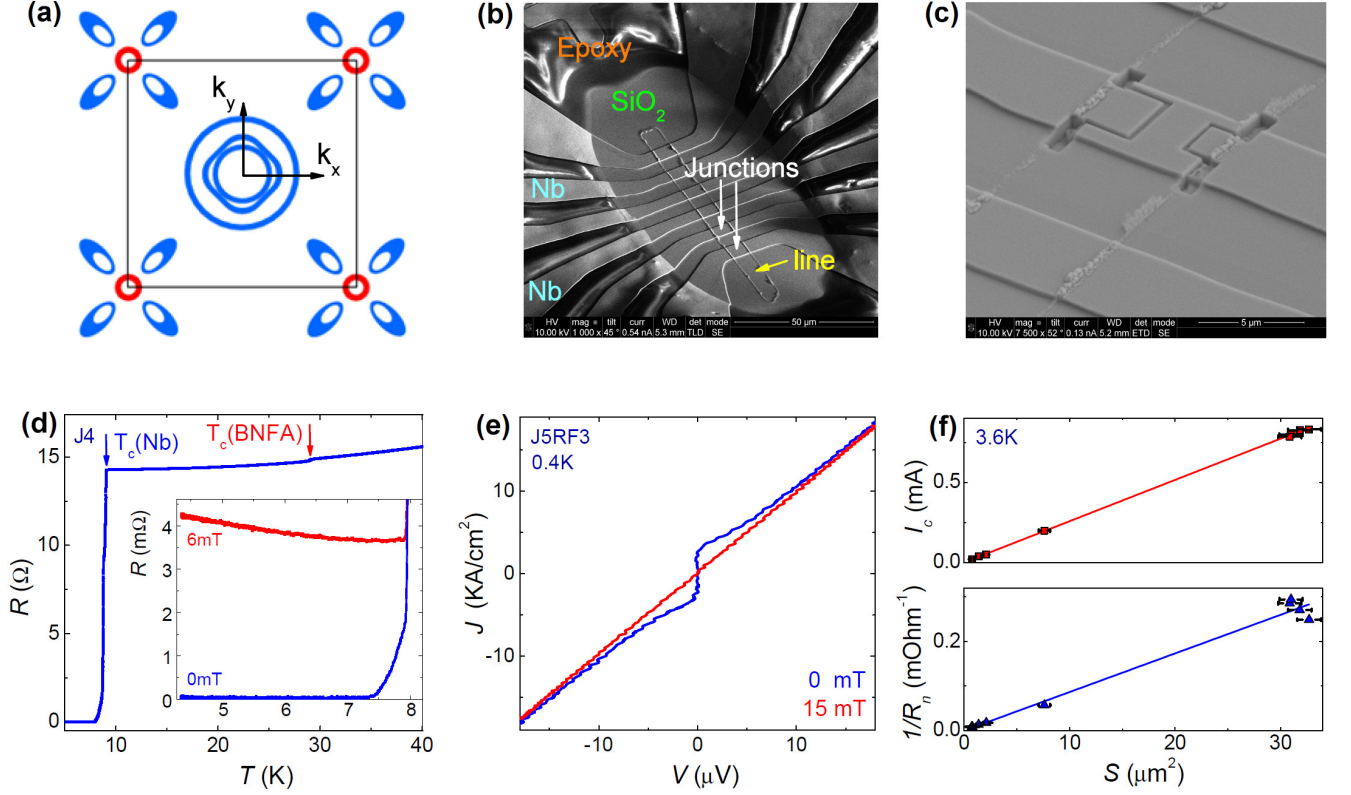 (a)
k_y
k_x
(b)
Epoxy
SiO₂
Junctions
Nb
line
Nb
HV mag ≡ tilt curr WD det mode 50 µm
10.00 kV 1 000 x 45 ° 0.54 nA 5.3 mm TLD SE
(c)
HV mag ≡ tilt curr WD det mode 5 µm
10.00 kV 7 500 x 52 ° 0.13 nA 5.2 mm ETD SE
(d)
J4
T_c(Nb)
T_c(BNFA)
R (Ω)
15
10
5
0
R (mΩ)
4
3
2
1
0
6mT
0mT
5 6 7 8
10 20 30 40
T (K)
(e)
J5RF3
0.4K
J (KA/cm²)
10
0
-10
0 mT
15 mT
-10 0 10
V (µV)
(f)
3.6K
I_c (mA)
0.5
0.0
1/R_n (mOhm⁻¹)
0.2
0.0
0 10 20 30
S (µm²)